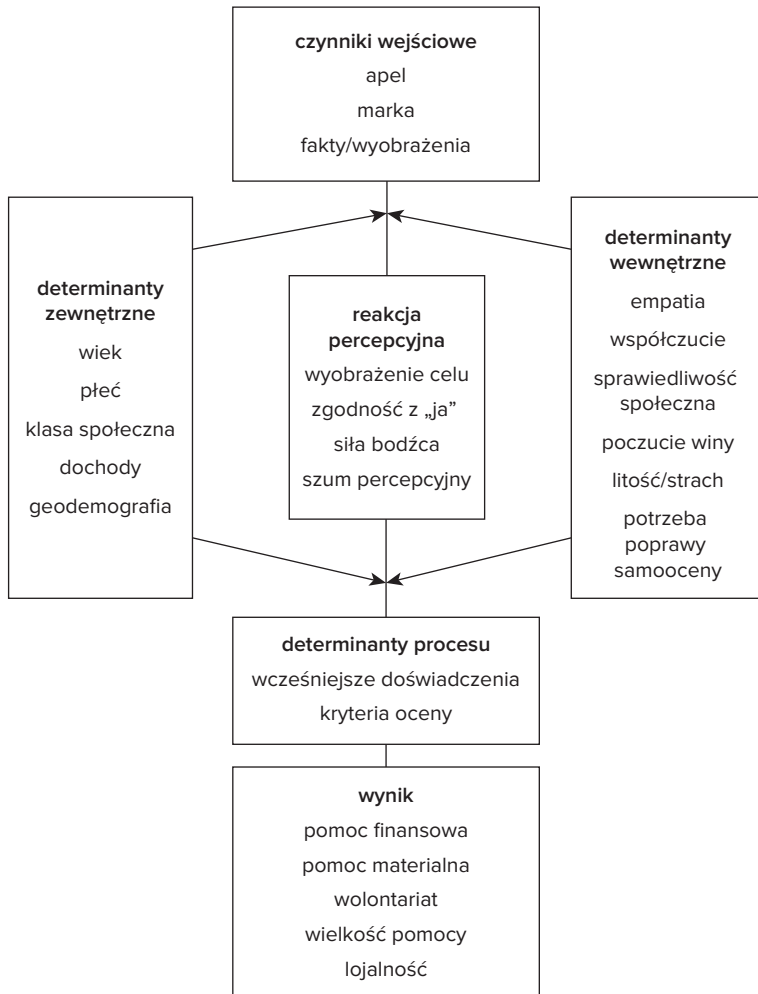 czynniki wejściowe
apel
marka
fakty/wyobrażenia
determinanty
zewnętrzne
wiek
płeć
klasa społeczna
dochody
geodemografia
reakcja
percepcyjna
wyobrażenie celu
zgodność z „ja”
siła bodźca
szum percepcyjny
determinanty
wewnętrzne
empatia
współczucie
sprawiedliwość
społeczna
poczucie winy
litość/strach
potrzeba
poprawy
samooceny
determinanty procesu
wcześniejsze doświadczenia
kryteria oceny
wynik
pomoc finansowa
pomoc materialna
wolontariat
wielkość pomocy
lojalność